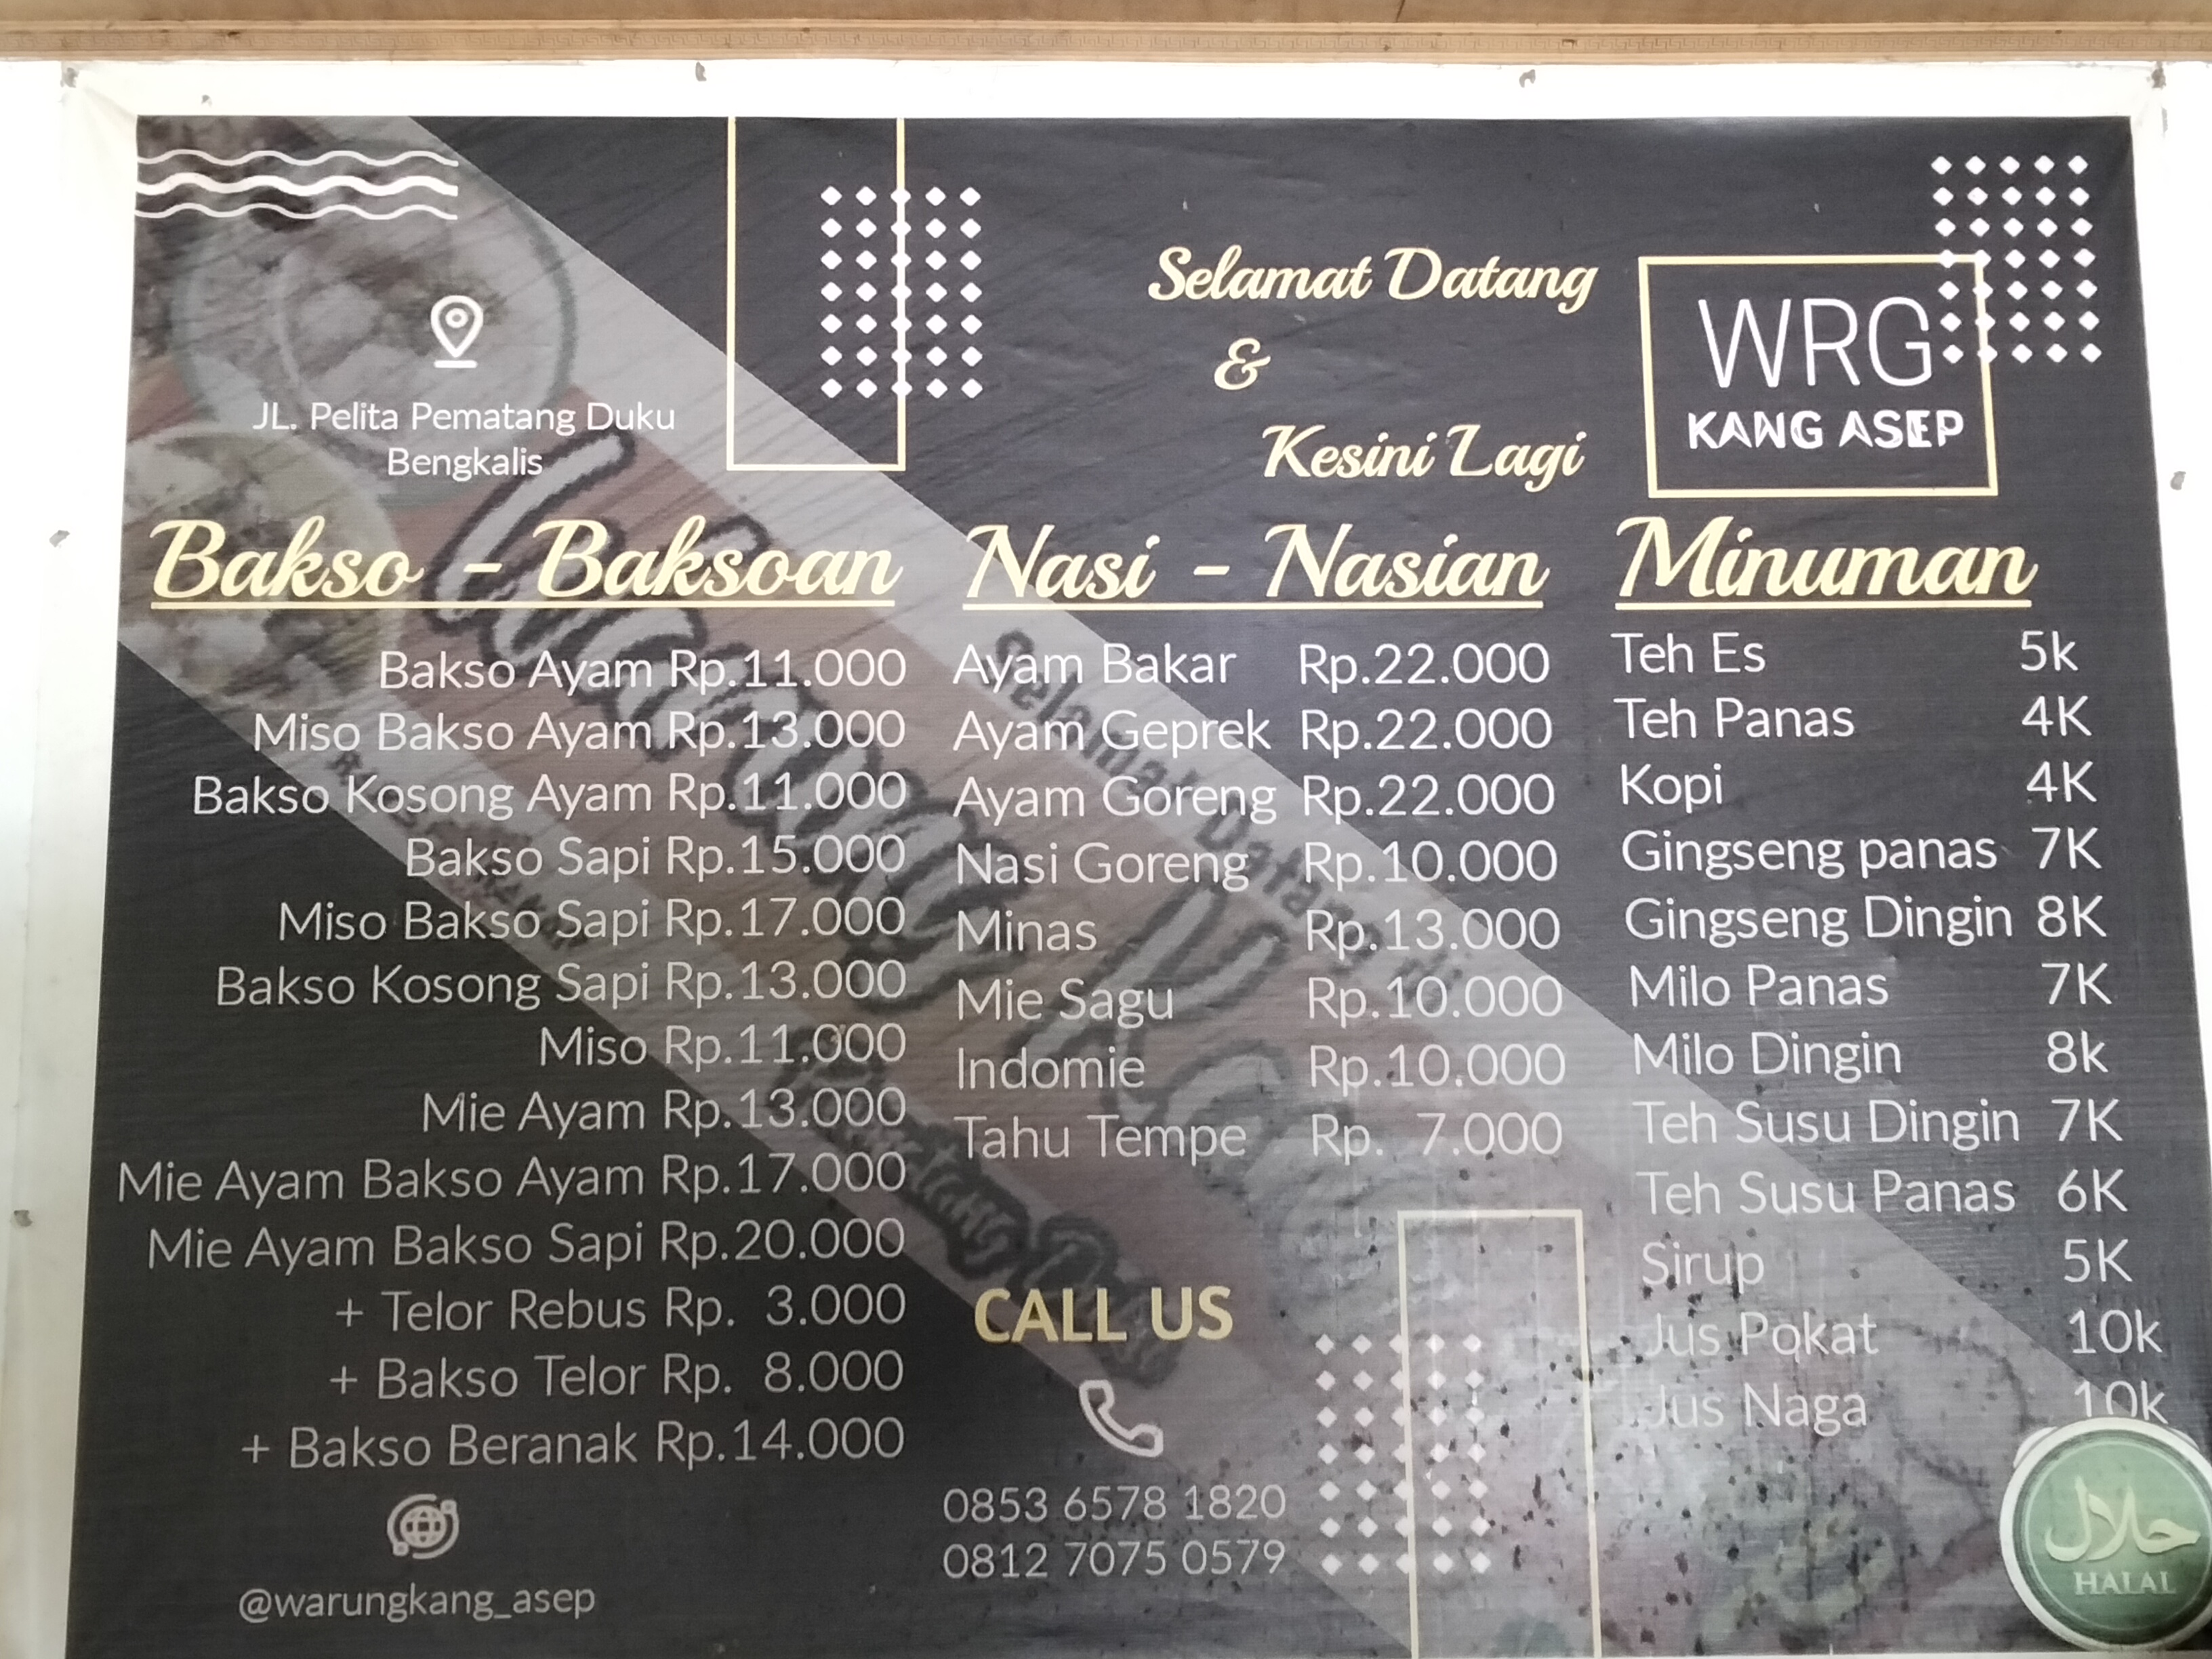 JL. Pelita Pematang Duku
Bengkalis
Selamat Datang
&
Kesini Lagi
WRG
KANG ASEP
Bakso - Baksoan
Bakso Ayam Rp.11.000
Miso Bakso Ayam Rp.13.000
Bakso Kosong Ayam Rp.11.000
Bakso Sapi Rp.15.000
Miso Bakso Sapi Rp.17.000
Bakso Kosong Sapi Rp.13.000
Miso Rp.11.000
Mie Ayam Rp.13.000
Mie Ayam Bakso Ayam Rp.17.000
Mie Ayam Bakso Sapi Rp.20.000
+ Telor Rebus Rp. 3.000
+ Bakso Telor Rp. 8.000
+ Bakso Beranak Rp.14.000
@warungkang_asep
Nasi - Nasian
Ayam Bakar Rp.22.000
Ayam Geprek Rp.22.000
Ayam Goreng Rp.22.000
Nasi Goreng Rp.10.000
Minas Rp.13.000
Mie Sagu Rp.10.000
Indomie Rp.10.000
Tahu Tempe Rp. 7.000
CALL US
0853 6578 1820
0812 7075 0579
Minuman
Teh Es 5k
Teh Panas 4K
Kopi 4K
Gingseng panas 7K
Gingseng Dingin 8K
Milo Panas 7K
Milo Dingin 8k
Teh Susu Dingin 7K
Teh Susu Panas 6K
Sirup 5K
Jus Pokat 10k
Jus Naga 10k
حلال
HALAL
Selamat Datang di
Warung